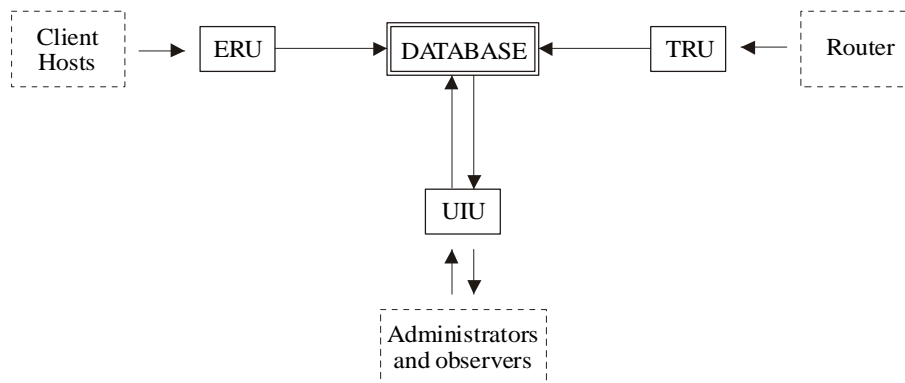 Client
Hosts
ERU
DATABASE
TRU
Router
UIU
Administrators
and observers